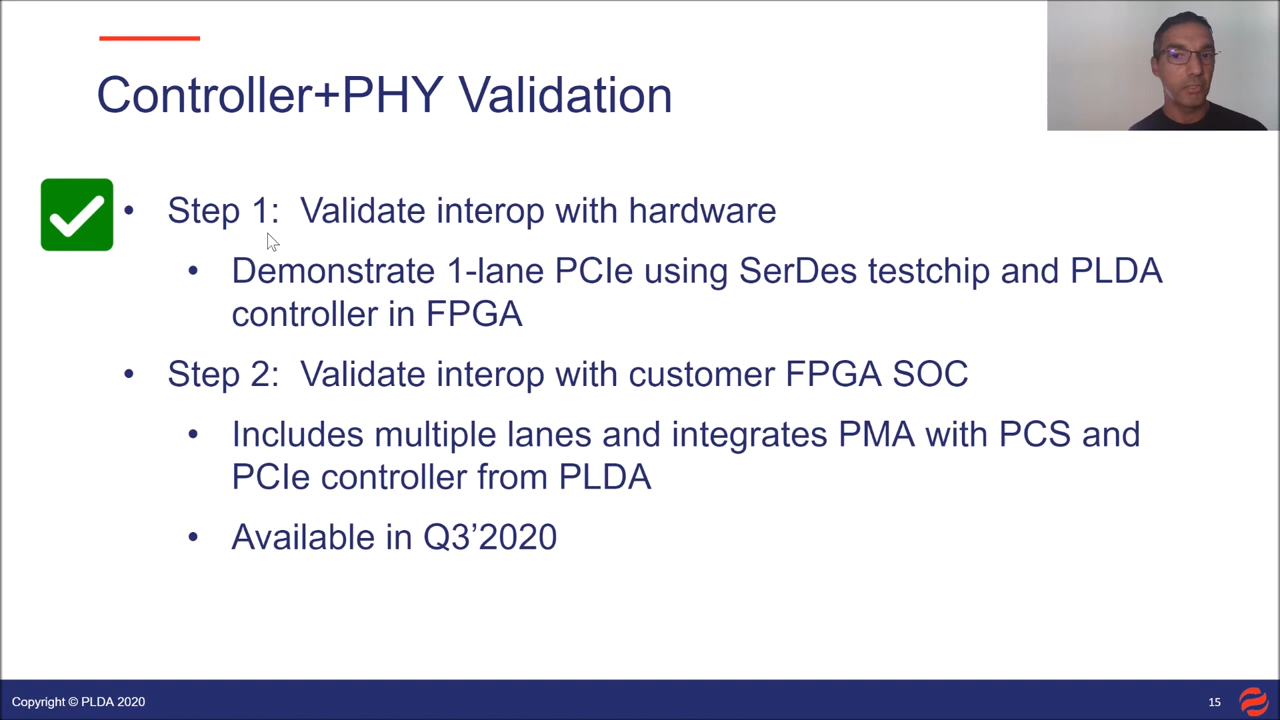 Controller+PHY Validation
• Step 1: Validate interop with hardware
• Demonstrate 1-lane PCIe using SerDes testchip and PLDA
controller in FPGA
• Step 2: Validate interop with customer FPGA SOC
• Includes multiple lanes and integrates PMA with PCS and
PCIe controller from PLDA
• Available in Q3’2020
Copyright © PLDA 2020
15